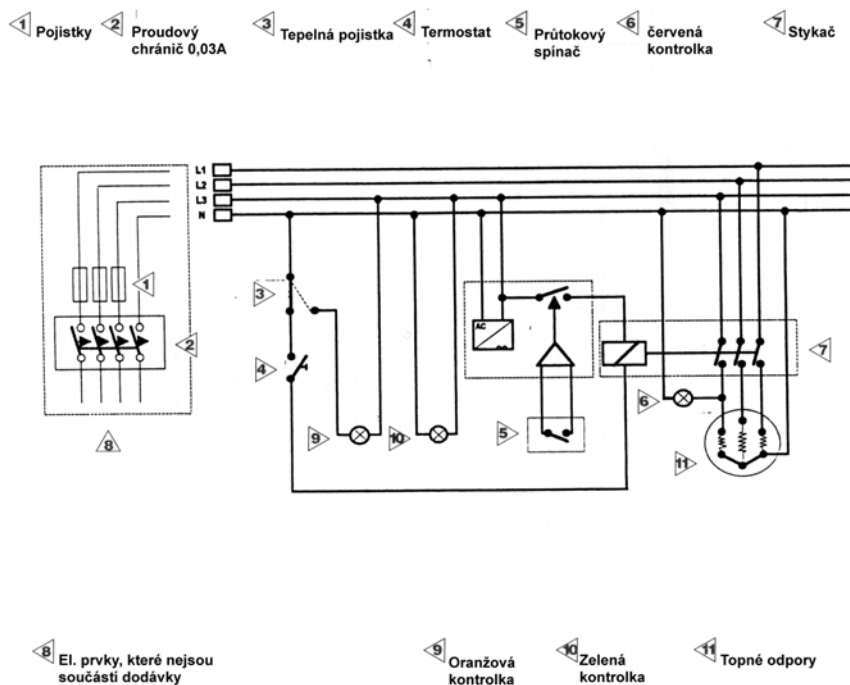 1 Pojistky
2 Proudový
chránič 0,03A
3 Tepelná pojistka
4 Termostat
5 Průtokový
spínač
6 červená
kontrolka
7 Stykač
L1
L2
L3
N
1
2
8
3
4
9
10
AC
5
6
7
11
8 El. prvky, které nejsou
součástí dodávky
9 Oranžová
kontrolka
10 Zelená
kontrolka
11 Topné odpory